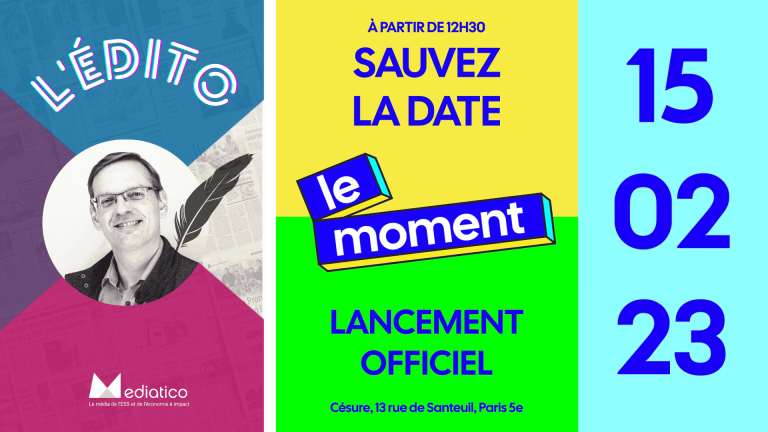 L'ÉDITO
Mediatico
Le média de l'ESS et de l'économie à impact
À PARTIR DE 12H30
SAUVEZ
LA DATE
le
moment
LANCEMENT
OFFICIEL
Césure, 13 rue de Santeuil, Paris 5e
15
02
23